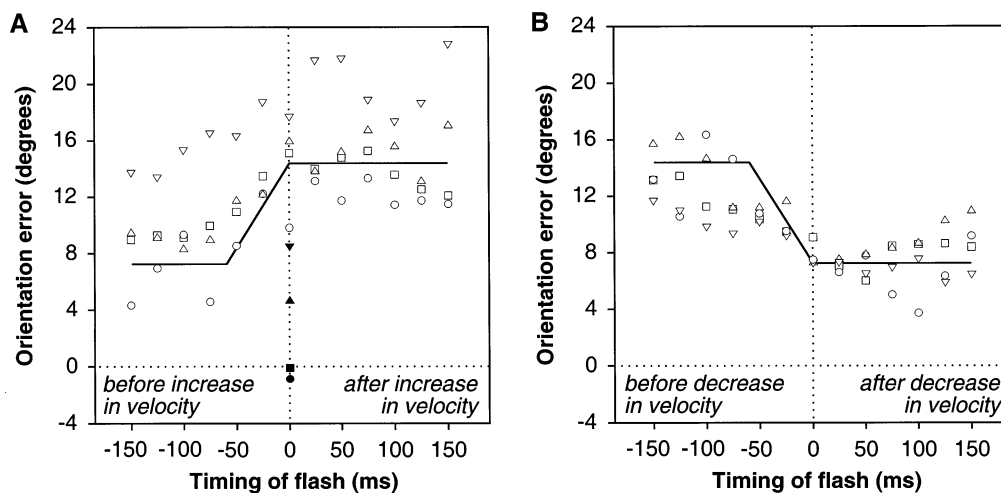 A
Orientation error (degrees)
24
20
16
12
8
4
0
-4
before increase
in velocity
after increase
in velocity
-150 -100 -50 0 50 100 150
Timing of flash (ms)
B
Orientation error (degrees)
24
20
16
12
8
4
0
-4
before decrease
in velocity
after decrease
in velocity
-150 -100 -50 0 50 100 150
Timing of flash (ms)